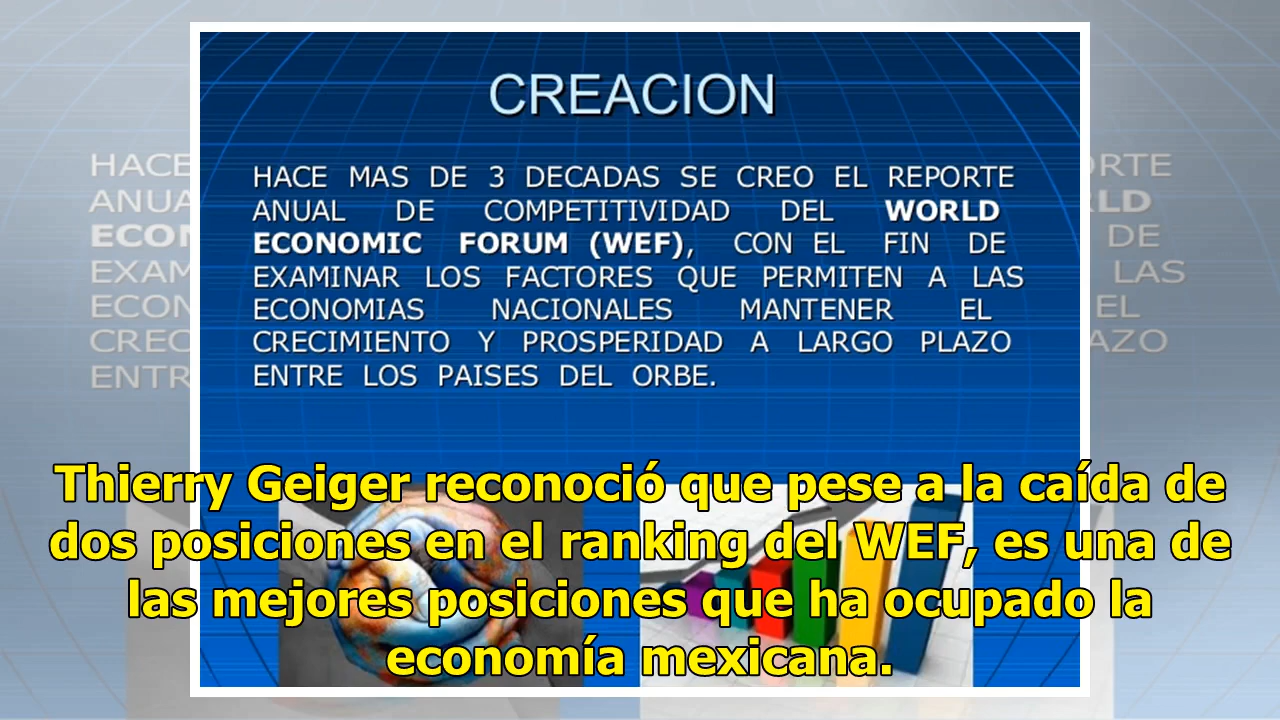 CREACION
HACE MAS DE 3 DECADAS SE CREO EL REPORTE
ANUAL DE COMPETITIVIDAD DEL WORLD
ECONOMIC FORUM (WEF), CON EL FIN DE
EXAMINAR LOS FACTORES QUE PERMITEN A LAS
ECONOMIAS NACIONALES MANTENER EL
CRECIMIENTO Y PROSPERIDAD A LARGO PLAZO
ENTRE LOS PAISES DEL ORBE.
Thierry Geiger reconoció que pese a la caída de
dos posiciones en el ranking del WEF, es una de
las mejores posiciones que ha ocupado la
economía mexicana.